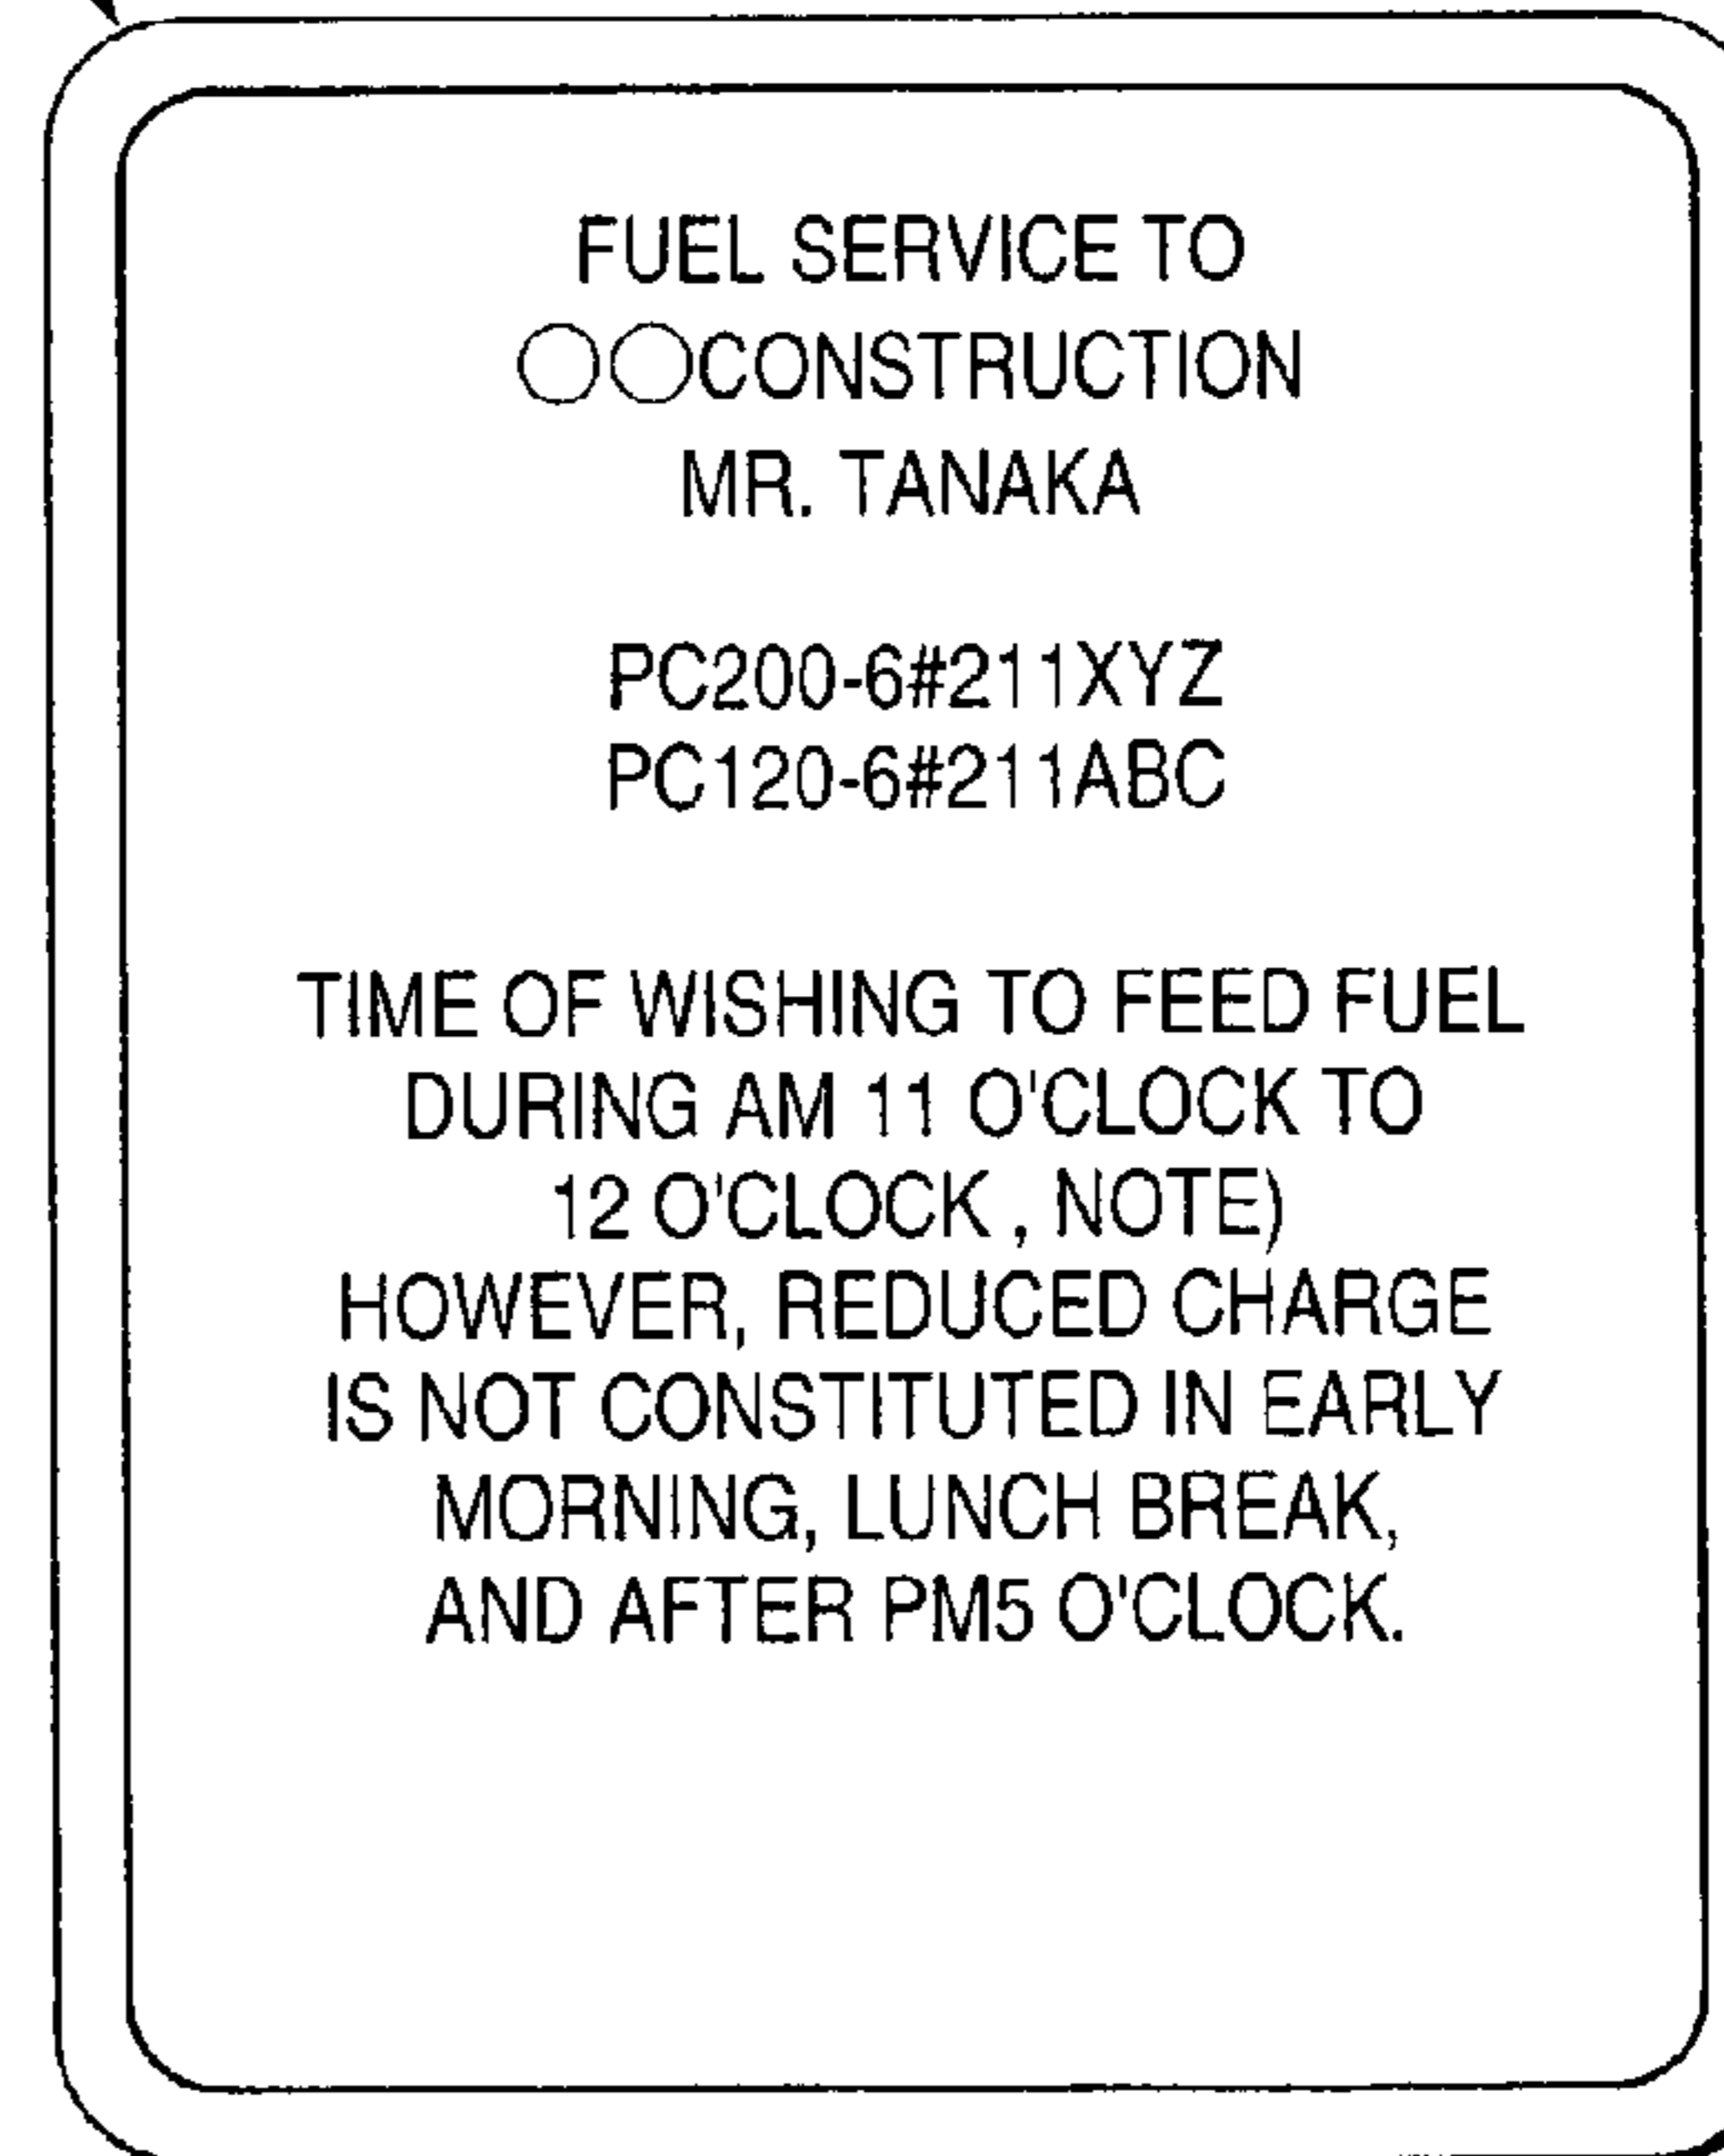 FUEL SERVICE TO
○○CONSTRUCTION
MR. TANAKA
PC200-6#211XYZ
PC120-6#211ABC
TIME OF WISHING TO FEED FUEL
DURING AM 11 O'CLOCK TO
12 O'CLOCK , NOTE)
HOWEVER, REDUCED CHARGE
IS NOT CONSTITUTED IN EARLY
MORNING, LUNCH BREAK,
AND AFTER PM5 O'CLOCK.